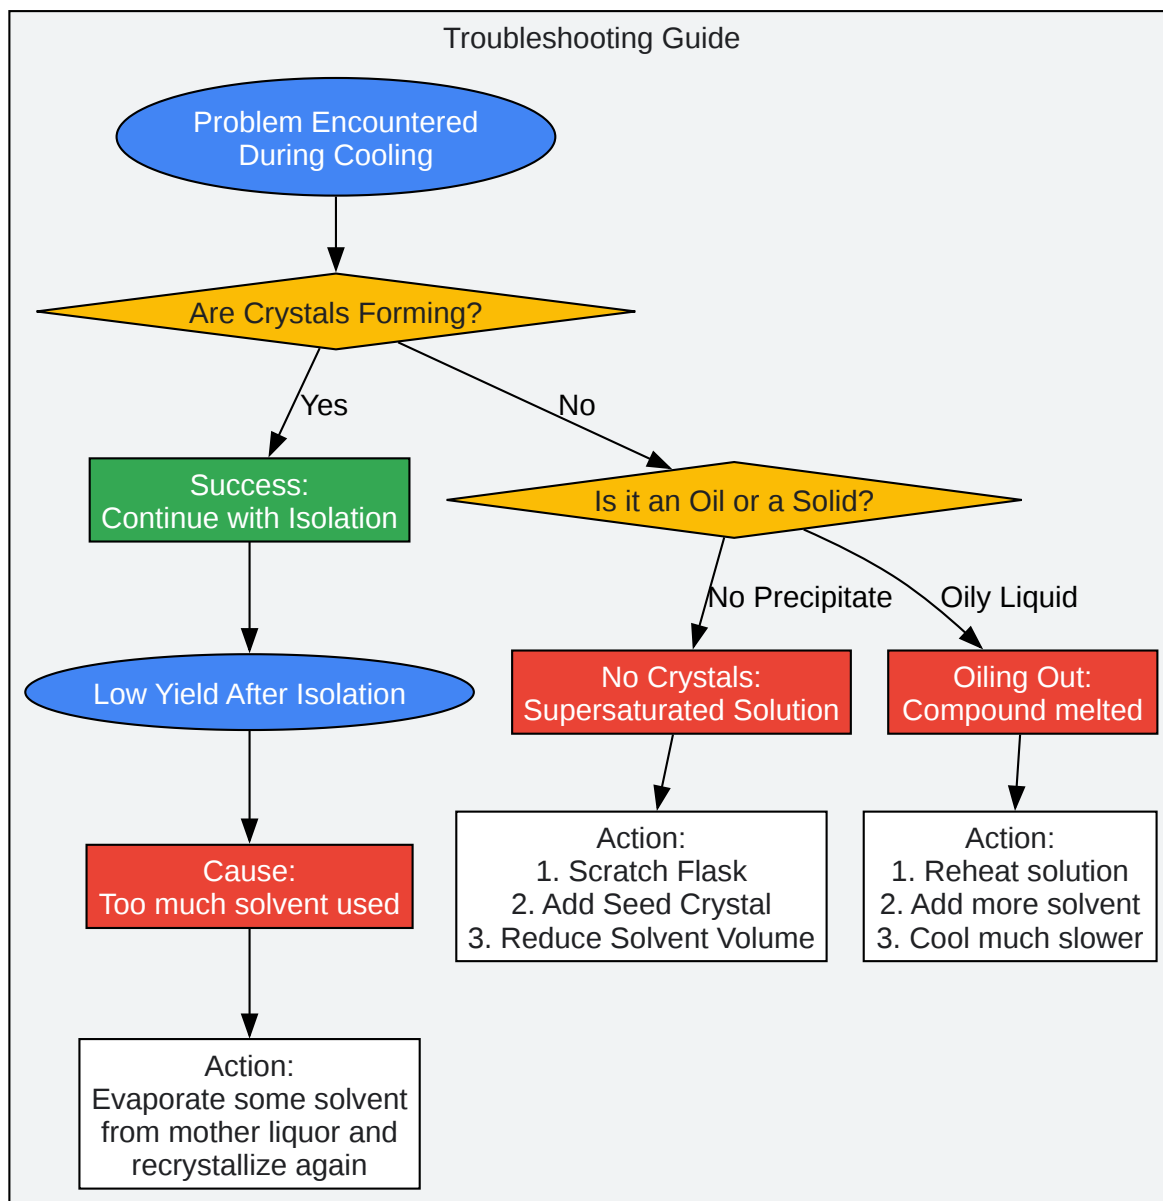 Troubleshooting Guide
Problem Encountered
During Cooling
Are Crystals Forming?
Yes
No
Success:
Continue with Isolation
Is it an Oil or a Solid?
No Precipitate
Oily Liquid
Low Yield After Isolation
No Crystals:
Supersaturated Solution
Oiling Out:
Compound melted
Cause:
Too much solvent used
Action:
1. Scratch Flask
2. Add Seed Crystal
3. Reduce Solvent Volume
Action:
1. Reheat solution
2. Add more solvent
3. Cool much slower
Action:
Evaporate some solvent
from mother liquor and
recrystallize again